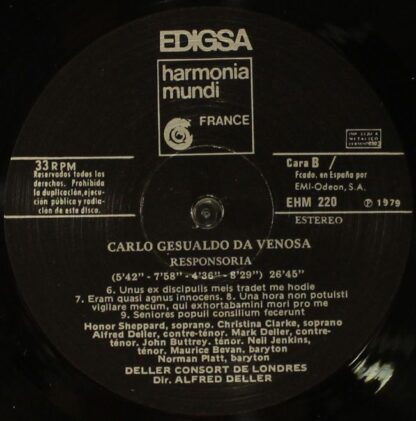 EDIGSA
harmonia
mundi
FRANCE
33 RPM
Reservados todos los
derechos. Prohibida
la duplicación,ejecu-
ción pública y radia-
ción de este disco.
Cara B /
Fcado. en España por
EMI-Odeon, S.A.
EHM 220 ℗ 1979
ESTEREO
CARLO GESUALDO DA VENOSA
RESPONSORIA
(5'42" - 7'58" - 4'36" - 8'29") 26'45"
6. Unus ex discipulis meis tradet me hodie
7. Eram quasi agnus innocens. 8. Una hora non potuisti
vigilare mecum, qui exhortabamini mori pro me
9. Seniores populi consilium fecerunt
Honor Sheppard, soprano. Christina Clarke, soprano
Alfred Deller, contre-ténor. Mark Deller, contre-
ténor. John Buttrey, ténor. Neil Jenkins,
ténor. Maurice Bevan, baryton
Norman Platt, baryton
DELLER CONSORT DE LONDRES
Dir. ALFRED DELLER